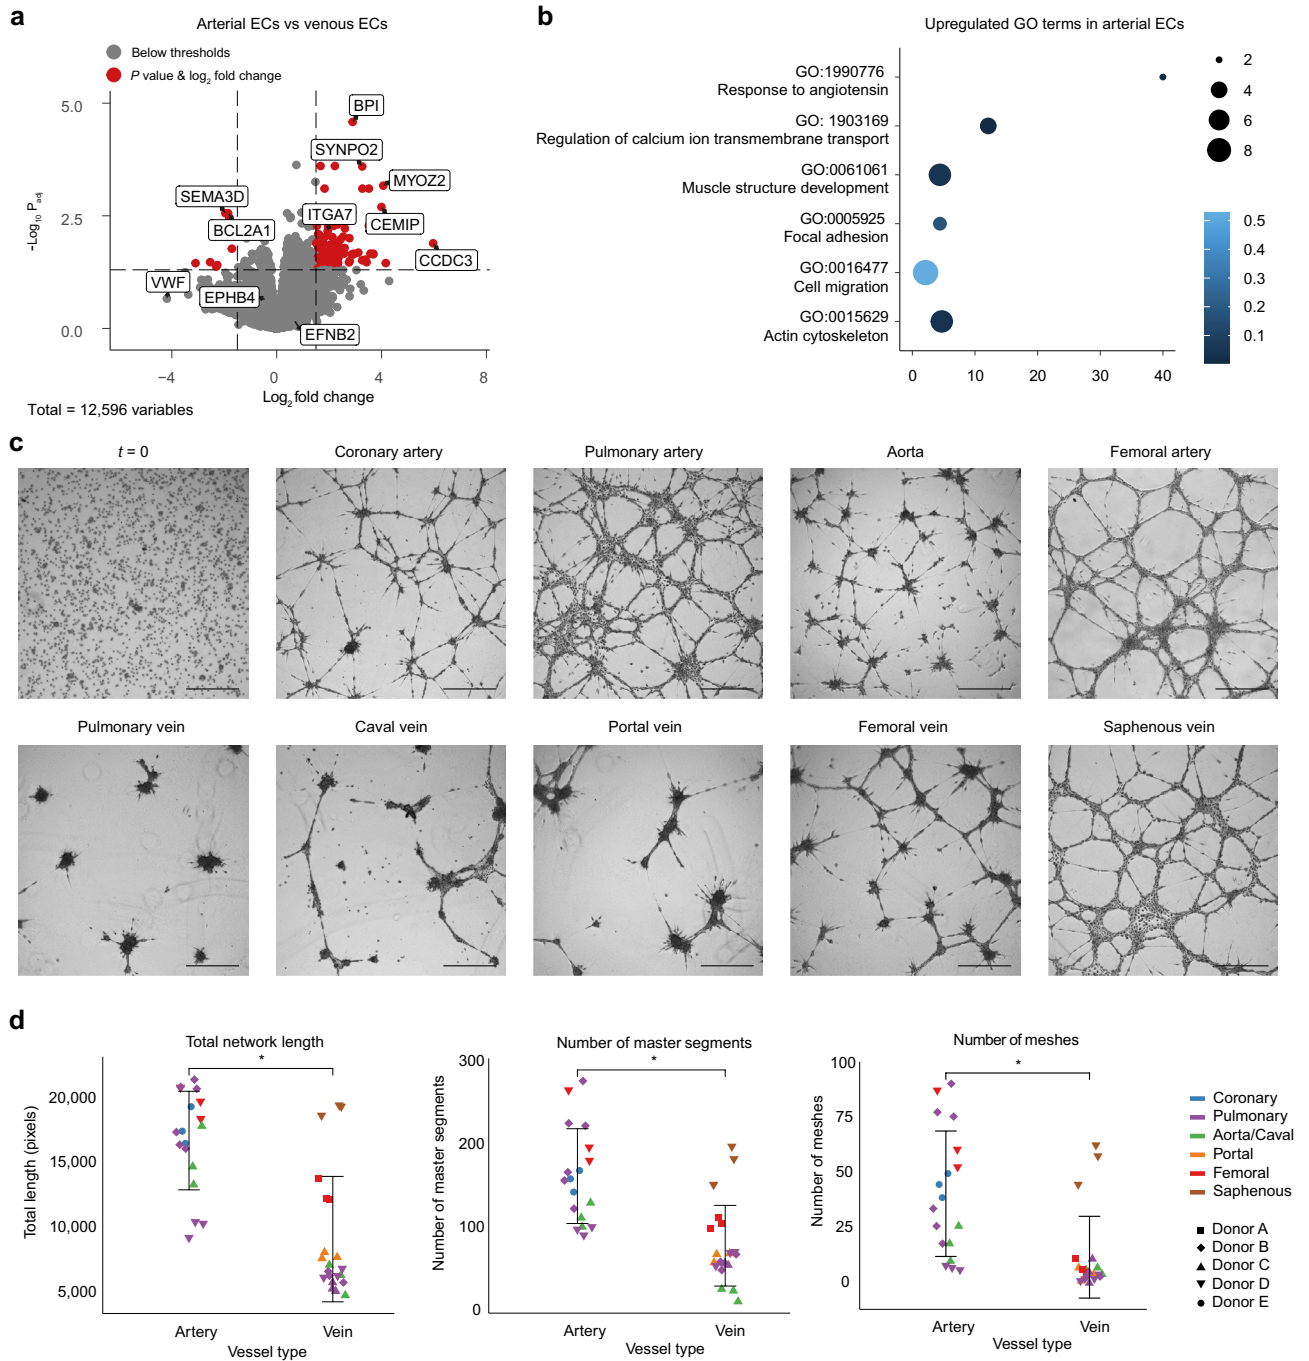 a
Arterial ECs vs venous ECs
Below thresholds
P value & log2 fold change
5.0
2.5
0.0
-Log10 Padj
BPI
SYNPO2
MYOZ2
SEMA3D
ITGA7
BCL2A1
CEMIP
CCDC3
VWF
EPHB4
EFNB2
−4
0
4
8
Log2 fold change
Total = 12,596 variables
b
Upregulated GO terms in arterial ECs
GO:1990776
Response to angiotensin
GO: 1903169
Regulation of calcium ion transmembrane transport
GO:0061061
Muscle structure development
GO:0005925
Focal adhesion
GO:0016477
Cell migration
GO:0015629
Actin cytoskeleton
0
10
20
30
40
2
4
6
8
0.5
0.4
0.3
0.2
0.1
c
t = 0
Coronary artery
Pulmonary artery
Aorta
Femoral artery
Pulmonary vein
Caval vein
Portal vein
Femoral vein
Saphenous vein
d
Total network length
*
Total length (pixels)
20,000
15,000
10,000
5,000
Artery
Vein
Vessel type
Number of master segments
*
Number of master segments
300
200
100
0
Artery
Vein
Vessel type
Number of meshes
*
Number of meshes
100
75
50
25
0
Artery
Vein
Vessel type
Coronary
Pulmonary
Aorta/Caval
Portal
Femoral
Saphenous
Donor A
Donor B
Donor C
Donor D
Donor E